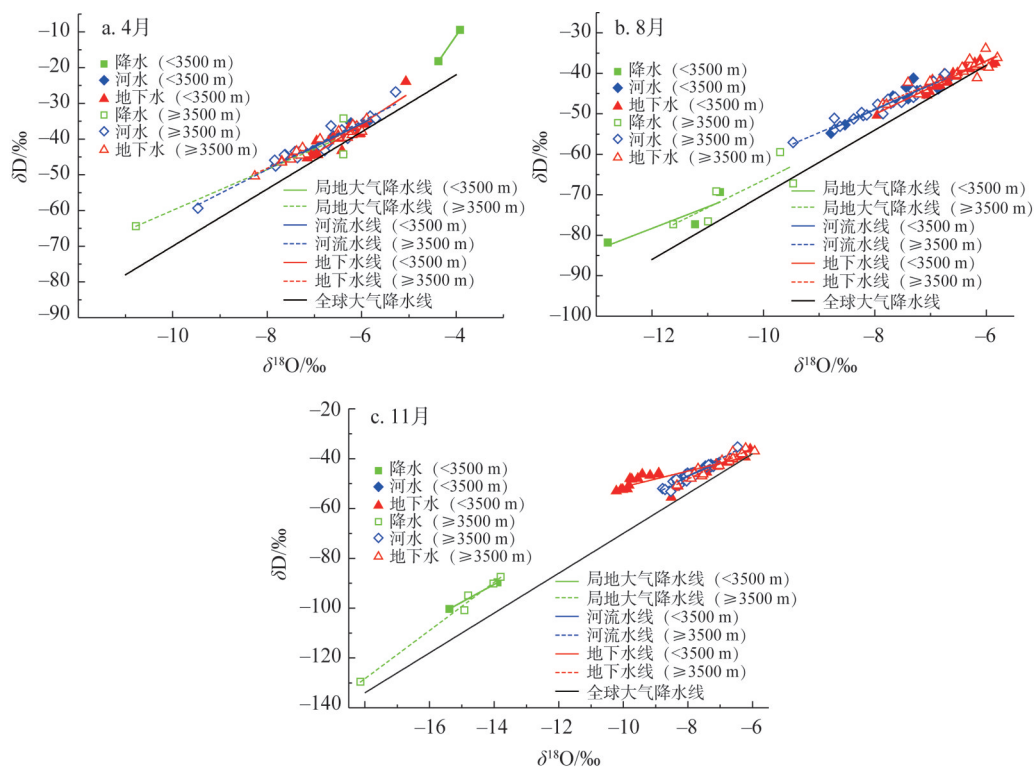 a. 4月
降水 (<3500 m)
河水 (<3500 m)
地下水 (<3500 m)
降水 (≥3500 m)
河水 (≥3500 m)
地下水 (≥3500 m)
局地大气降水线 (<3500 m)
局地大气降水线 (≥3500 m)
河流水线 (<3500 m)
河流水线 (≥3500 m)
地下水线 (<3500 m)
地下水线 (≥3500 m)
全球大气降水线
−10
−20
−30
−40
−50
−60
−70
−80
−90
δD/‰
−10 −8 −6 −4
δ¹⁸O/‰
b. 8月
降水 (<3500 m)
河水 (<3500 m)
地下水 (<3500 m)
降水 (≥3500 m)
河水 (≥3500 m)
地下水 (≥3500 m)
局地大气降水线 (<3500 m)
局地大气降水线 (≥3500 m)
河流水线 (<3500 m)
河流水线 (≥3500 m)
地下水线 (<3500 m)
地下水线 (≥3500 m)
全球大气降水线
−30
−40
−50
−60
−70
−80
−90
−100
δD/‰
−12 −10 −8 −6
δ¹⁸O/‰
c. 11月
降水 (<3500 m)
河水 (<3500 m)
地下水 (<3500 m)
降水 (≥3500 m)
河水 (≥3500 m)
地下水 (≥3500 m)
局地大气降水线 (<3500 m)
局地大气降水线 (≥3500 m)
河流水线 (<3500 m)
河流水线 (≥3500 m)
地下水线 (<3500 m)
地下水线 (≥3500 m)
全球大气降水线
−20
−40
−60
−80
−100
−120
−140
δD/‰
−16 −14 −12 −10 −8 −6
δ¹⁸O/‰